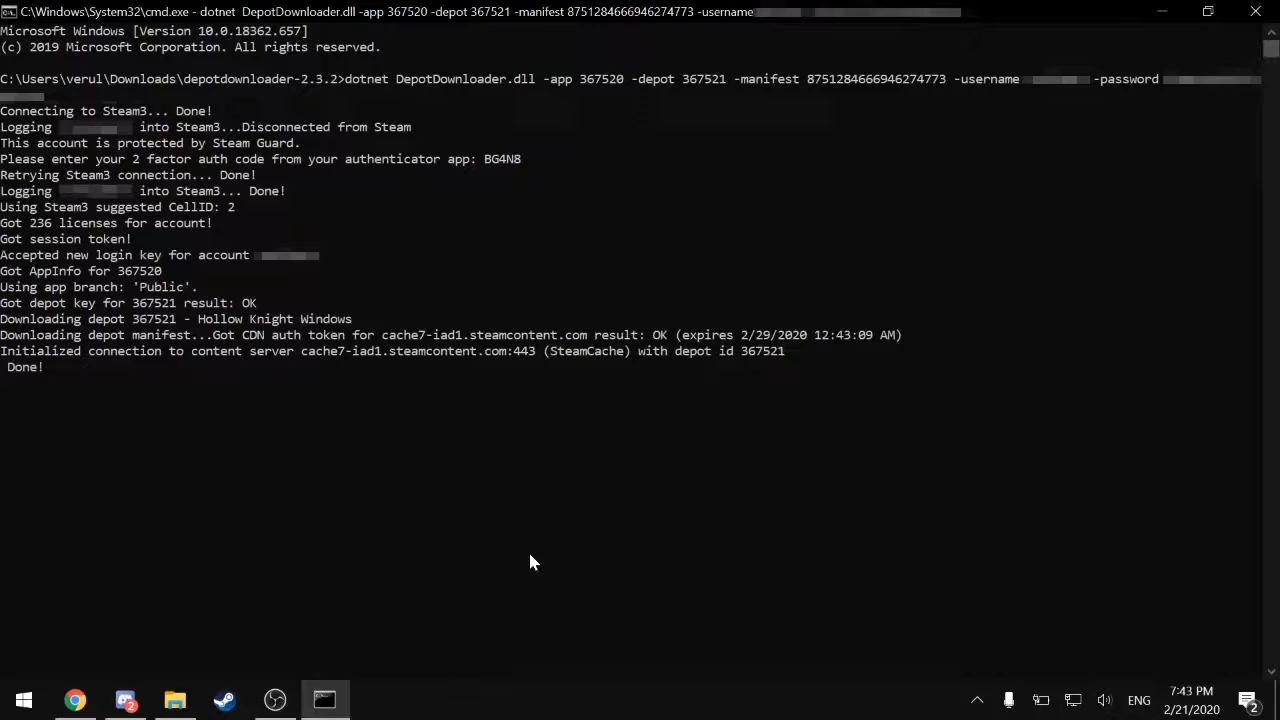 C:\Windows\System32\cmd.exe - dotnet  DepotDownloader.dll -app 367520 -depot 367521 -manifest 8751284666946274773 -username
Microsoft Windows [Version 10.0.18362.657]
(c) 2019 Microsoft Corporation. All rights reserved.
C:\Users\verul\Downloads\depotdownloader-2.3.2>dotnet DepotDownloader.dll -app 367520 -depot 367521 -manifest 8751284666946274773 -username -password
Connecting to Steam3... Done!
Logging into Steam3...Disconnected from Steam
This account is protected by Steam Guard.
Please enter your 2 factor auth code from your authenticator app: BG4N8
Retrying Steam3 connection... Done!
Logging into Steam3... Done!
Using Steam3 suggested CellID: 2
Got 236 licenses for account!
Got session token!
Accepted new login key for account
Got AppInfo for 367520
Using app branch: 'Public'.
Got depot key for 367521 result: OK
Downloading depot 367521 - Hollow Knight Windows
Downloading depot manifest...Got CDN auth token for cache7-iad1.steamcontent.com result: OK (expires 2/29/2020 12:43:09 AM)
Initialized connection to content server cache7-iad1.steamcontent.com:443 (SteamCache) with depot id 367521
Done!
2
ENG
7:43 PM
2/21/2020
2